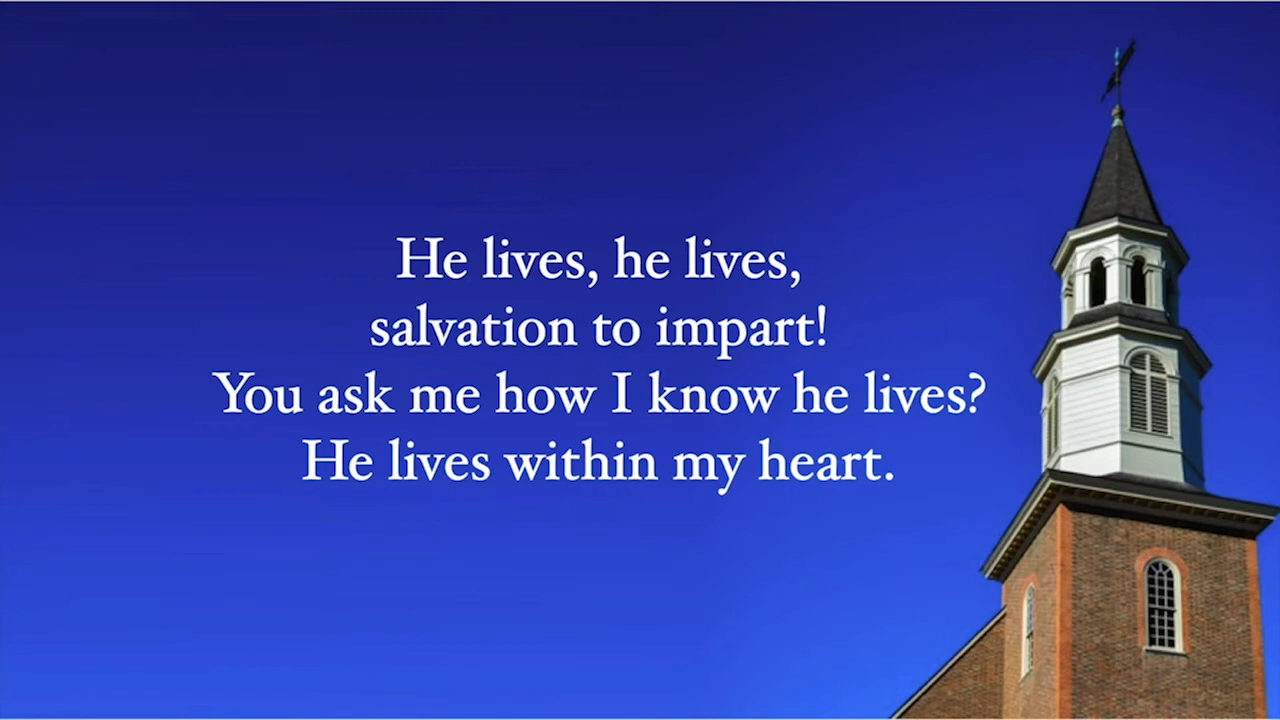 He lives, he lives,
salvation to impart!
You ask me how I know he lives?
He lives within my heart.